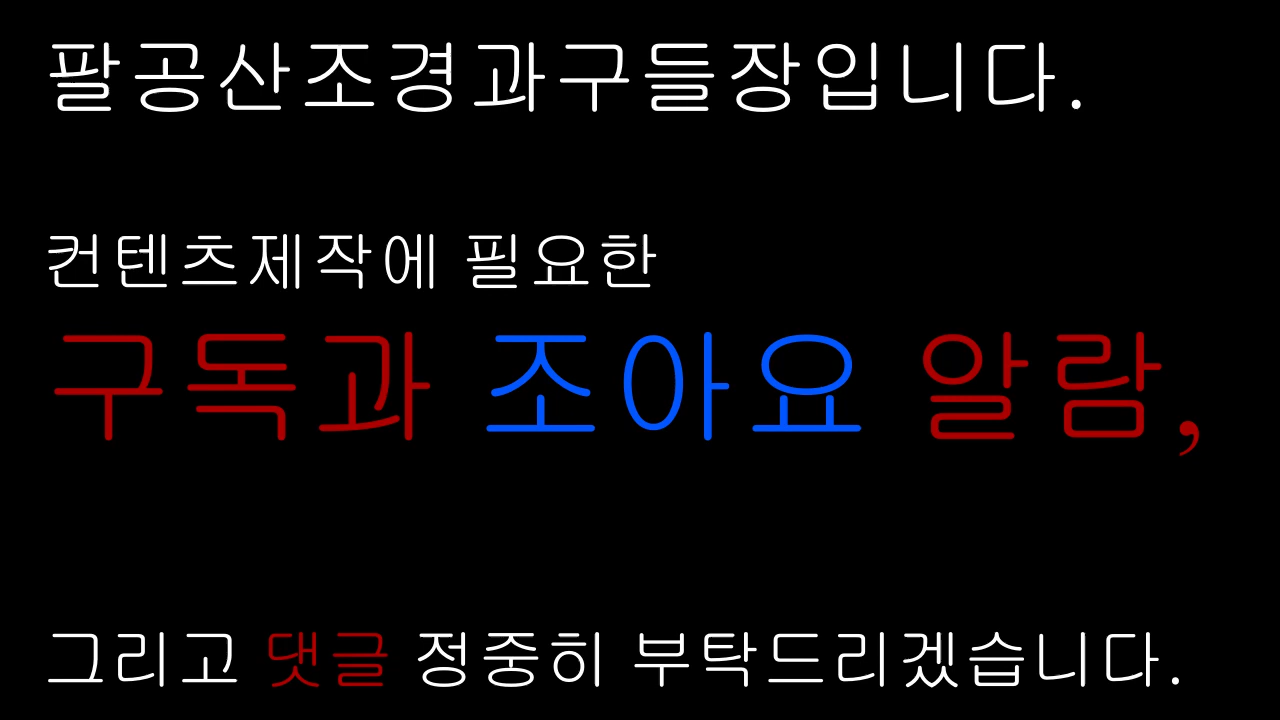 팔공산조경과구들장입니다.
컨텐츠제작에 필요한
구독과 조아요 알람,
그리고 댓글 정중히 부탁드리겠습니다.